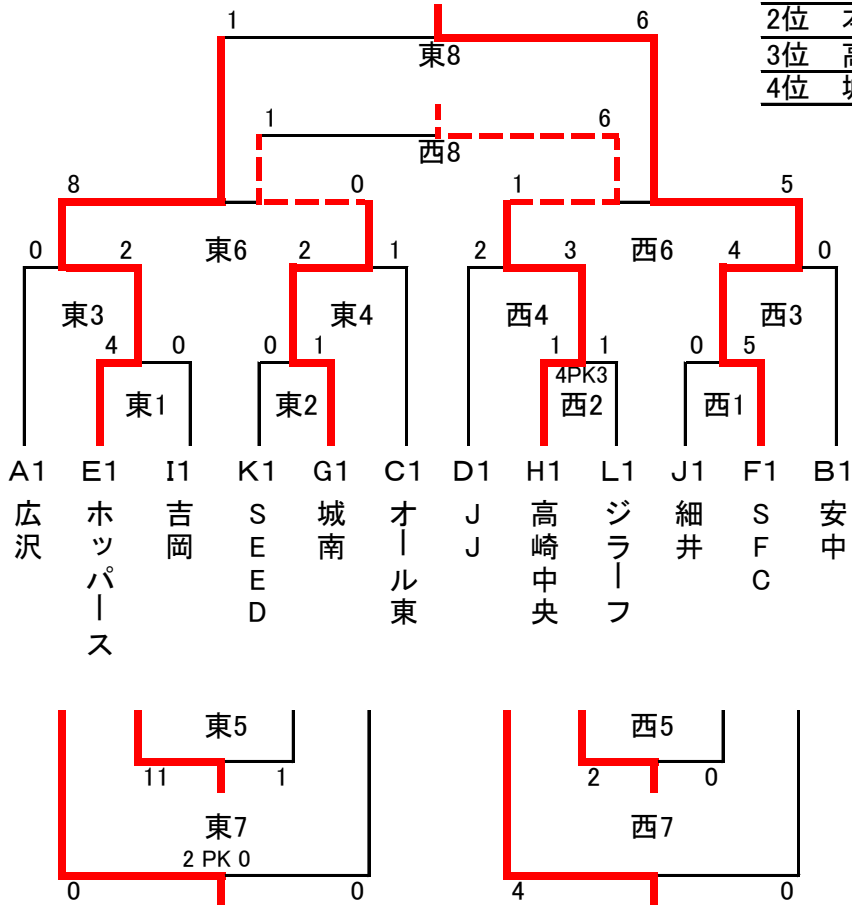 1 6
東8
2位
3位
4位
1 6
西8
8 0 1 5
0 2 東6 2 1 2 3 西6 4 0
東3 東4 西4 西3
4 0 0 1 1 1 0 5
4PK3
東1 東2 西2 西1
A1 E1 I1 K1 G1 C1 D1 H1 L1 J1 F1 B1
広沢
ホッパース
吉岡
SEED
城南
オール東
JJ
高崎中央
ジラーフ
細井
SFC
安中
東5 西5
11 1 2 0
東7 西7
2 PK 0
0 0 4 0